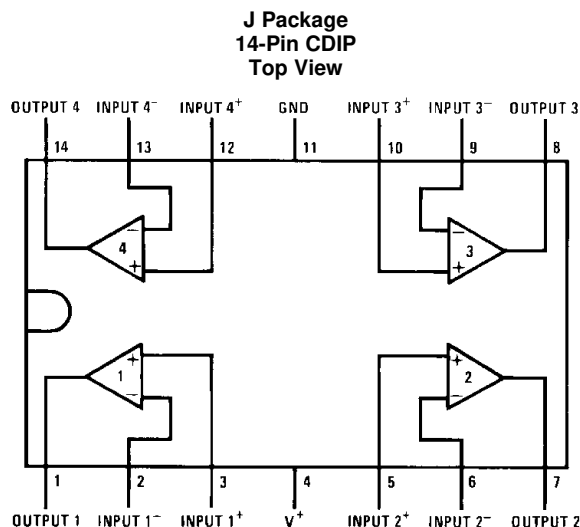 J Package
14-Pin CDIP
Top View
OUTPUT 4 INPUT 4⁻ INPUT 4⁺ GND INPUT 3⁺ INPUT 3⁻ OUTPUT 3
14 13 12 11 10 9 8
− −
4 3
+ +
+ +
1 2
− −
1 2 3 4 5 6 7
OUTPUT 1 INPUT 1⁻ INPUT 1⁺ V⁺ INPUT 2⁺ INPUT 2⁻ OUTPUT 2